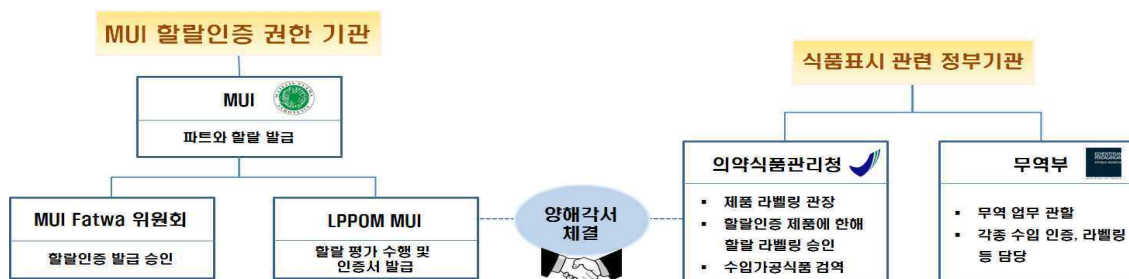 MUI 할랄인증 권한 기관
MUI
파트와 할랄 발급
MUI Fatwa 위원회
할랄인증 발급 승인
LPPOM MUI
할랄 평가 수행 및
인증서 발급
양해각서
체결
식품표시 관련 정부기관
의약식품관리청
▪ 제품 라벨링 관장
▪ 할랄인증 제품에 한해
할랄 라벨링 승인
▪ 수입가공식품 검역
무역부
KEMENTERIAN
PERDAGANGAN
▪ 무역 업무 관할
▪ 각종 수입 인증, 라벨링
등 담당